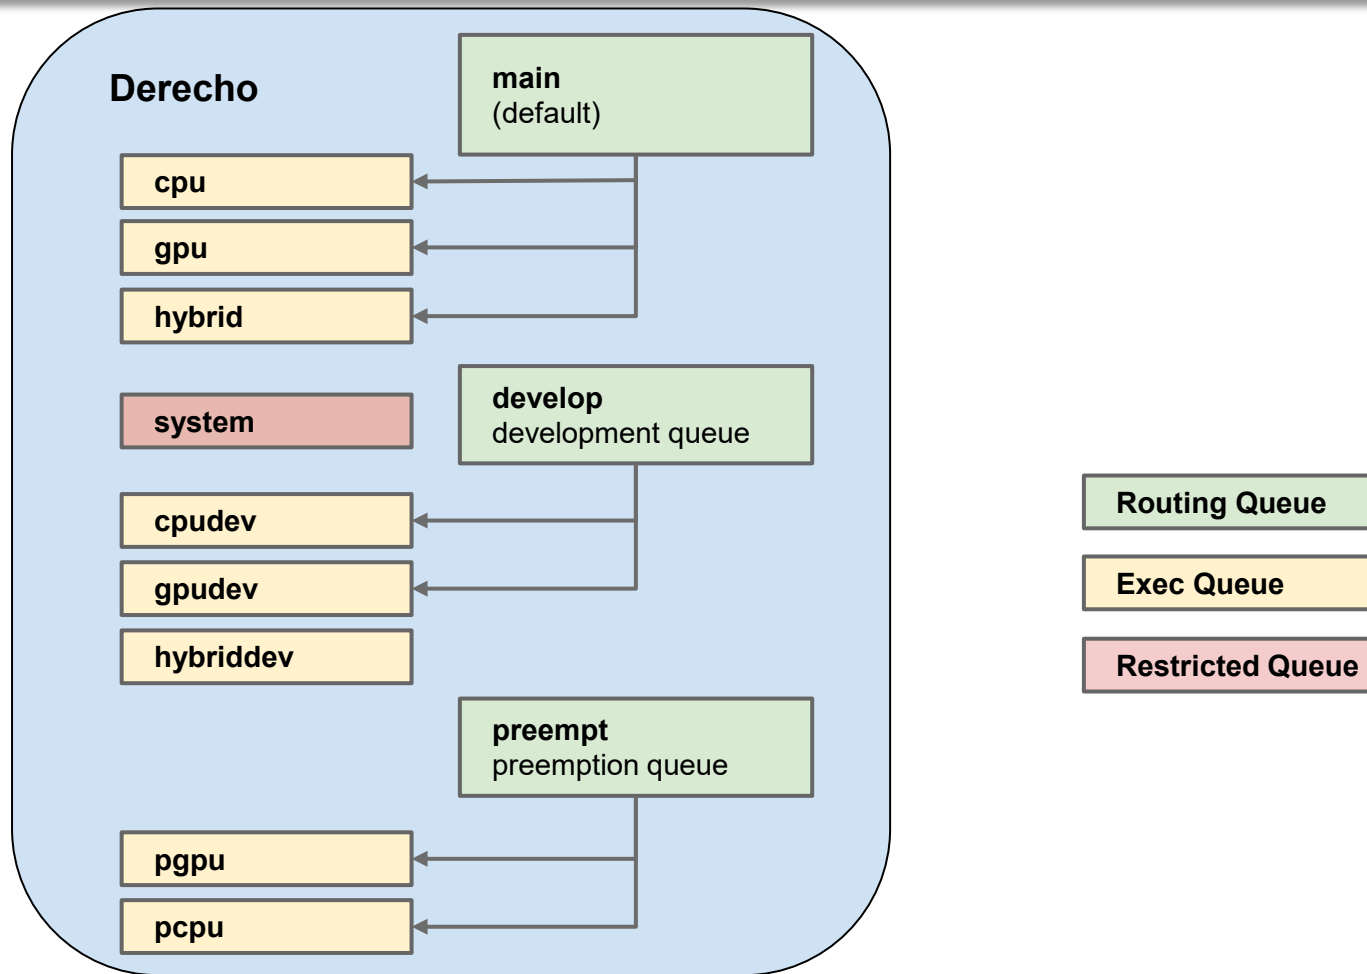 Derecho
main
(default)
cpu
gpu
hybrid
system
develop
development queue
cpudev
gpudev
hybriddev
preempt
preemption queue
pgpu
pcpu
Routing Queue
Exec Queue
Restricted Queue